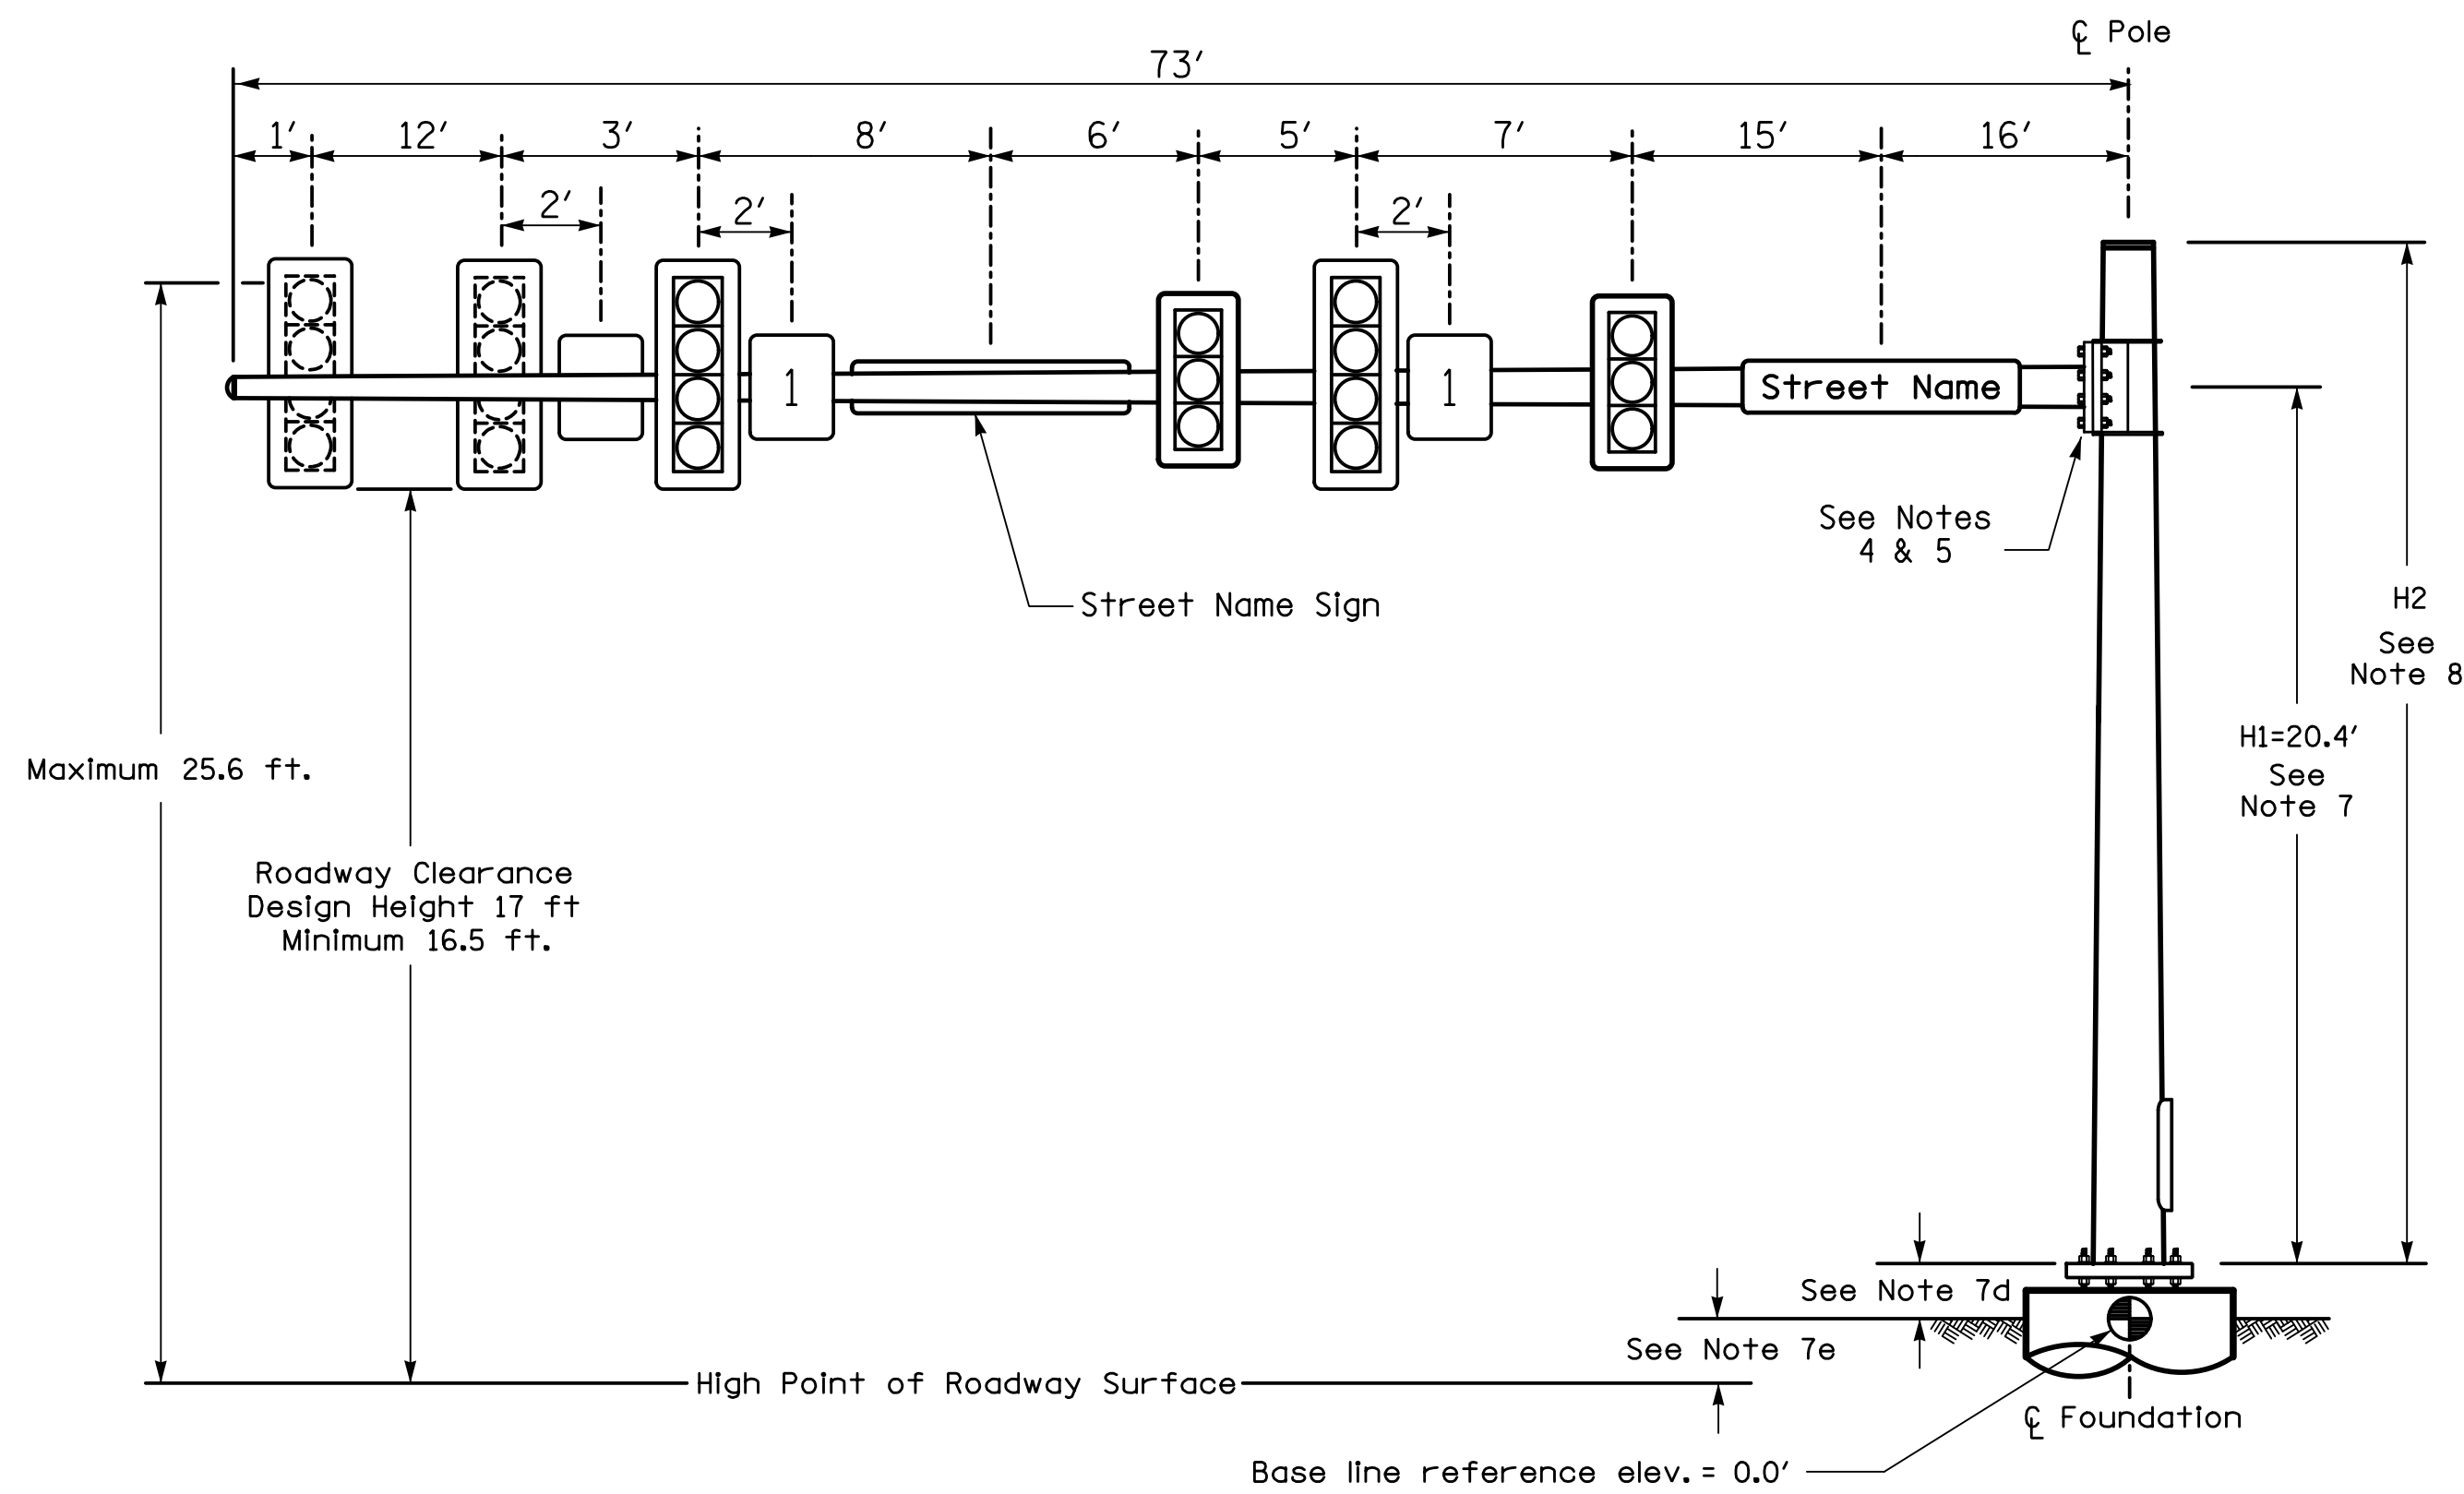 ℄ Pole
73'
1' 12' 3' 8' 6' 5' 7' 15' 16'
2' 2' 2'
1 1 Street Name
See Notes
4 & 5
Street Name Sign
H2
See
Note 8
H1=20.4'
See
Note 7
Maximum 25.6 ft.
Roadway Clearance
Design Height 17 ft
Minimum 16.5 ft.
See Note 7d
See Note 7e
High Point of Roadway Surface
℄ Foundation
Base line reference elev. = 0.0'